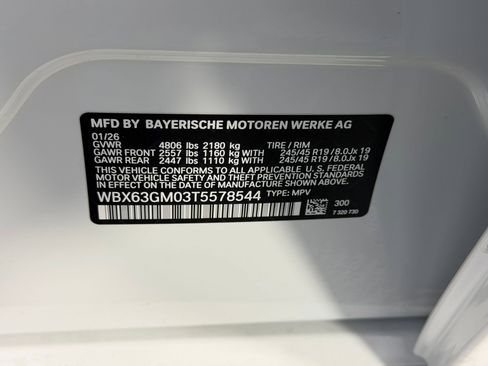 MFD BY BAYERISCHE MOTOREN WERKE AG
01/26
GVWR 4806 lbs 2180 kg TIRE / RIM
GAWR FRONT 2557 lbs 1160 kg WITH 245/45 R19 / 8.0Jx 19
GAWR REAR 2447 lbs 1110 kg WITH 245/45 R19 / 8.0Jx 19
THIS VEHICLE CONFORMS TO ALL APPLICABLE U.S. FEDERAL
MOTOR VEHICLE SAFETY, BUMPER, AND THEFT PREVENTION
STANDARDS IN EFFECT ON THE DATE OF MANUFACTURE SHOWN ABOVE.
WBX63GM03T5578544 TYPE: MPV
300
7 320 730